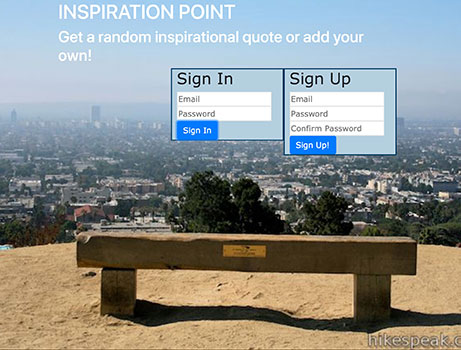 INSPIRATION POINT
Get a random inspirational quote or add your
own!
Sign In
Email
Password
Sign In
Sign Up
Email
Password
Confirm Password
Sign Up!
hikespeak.c